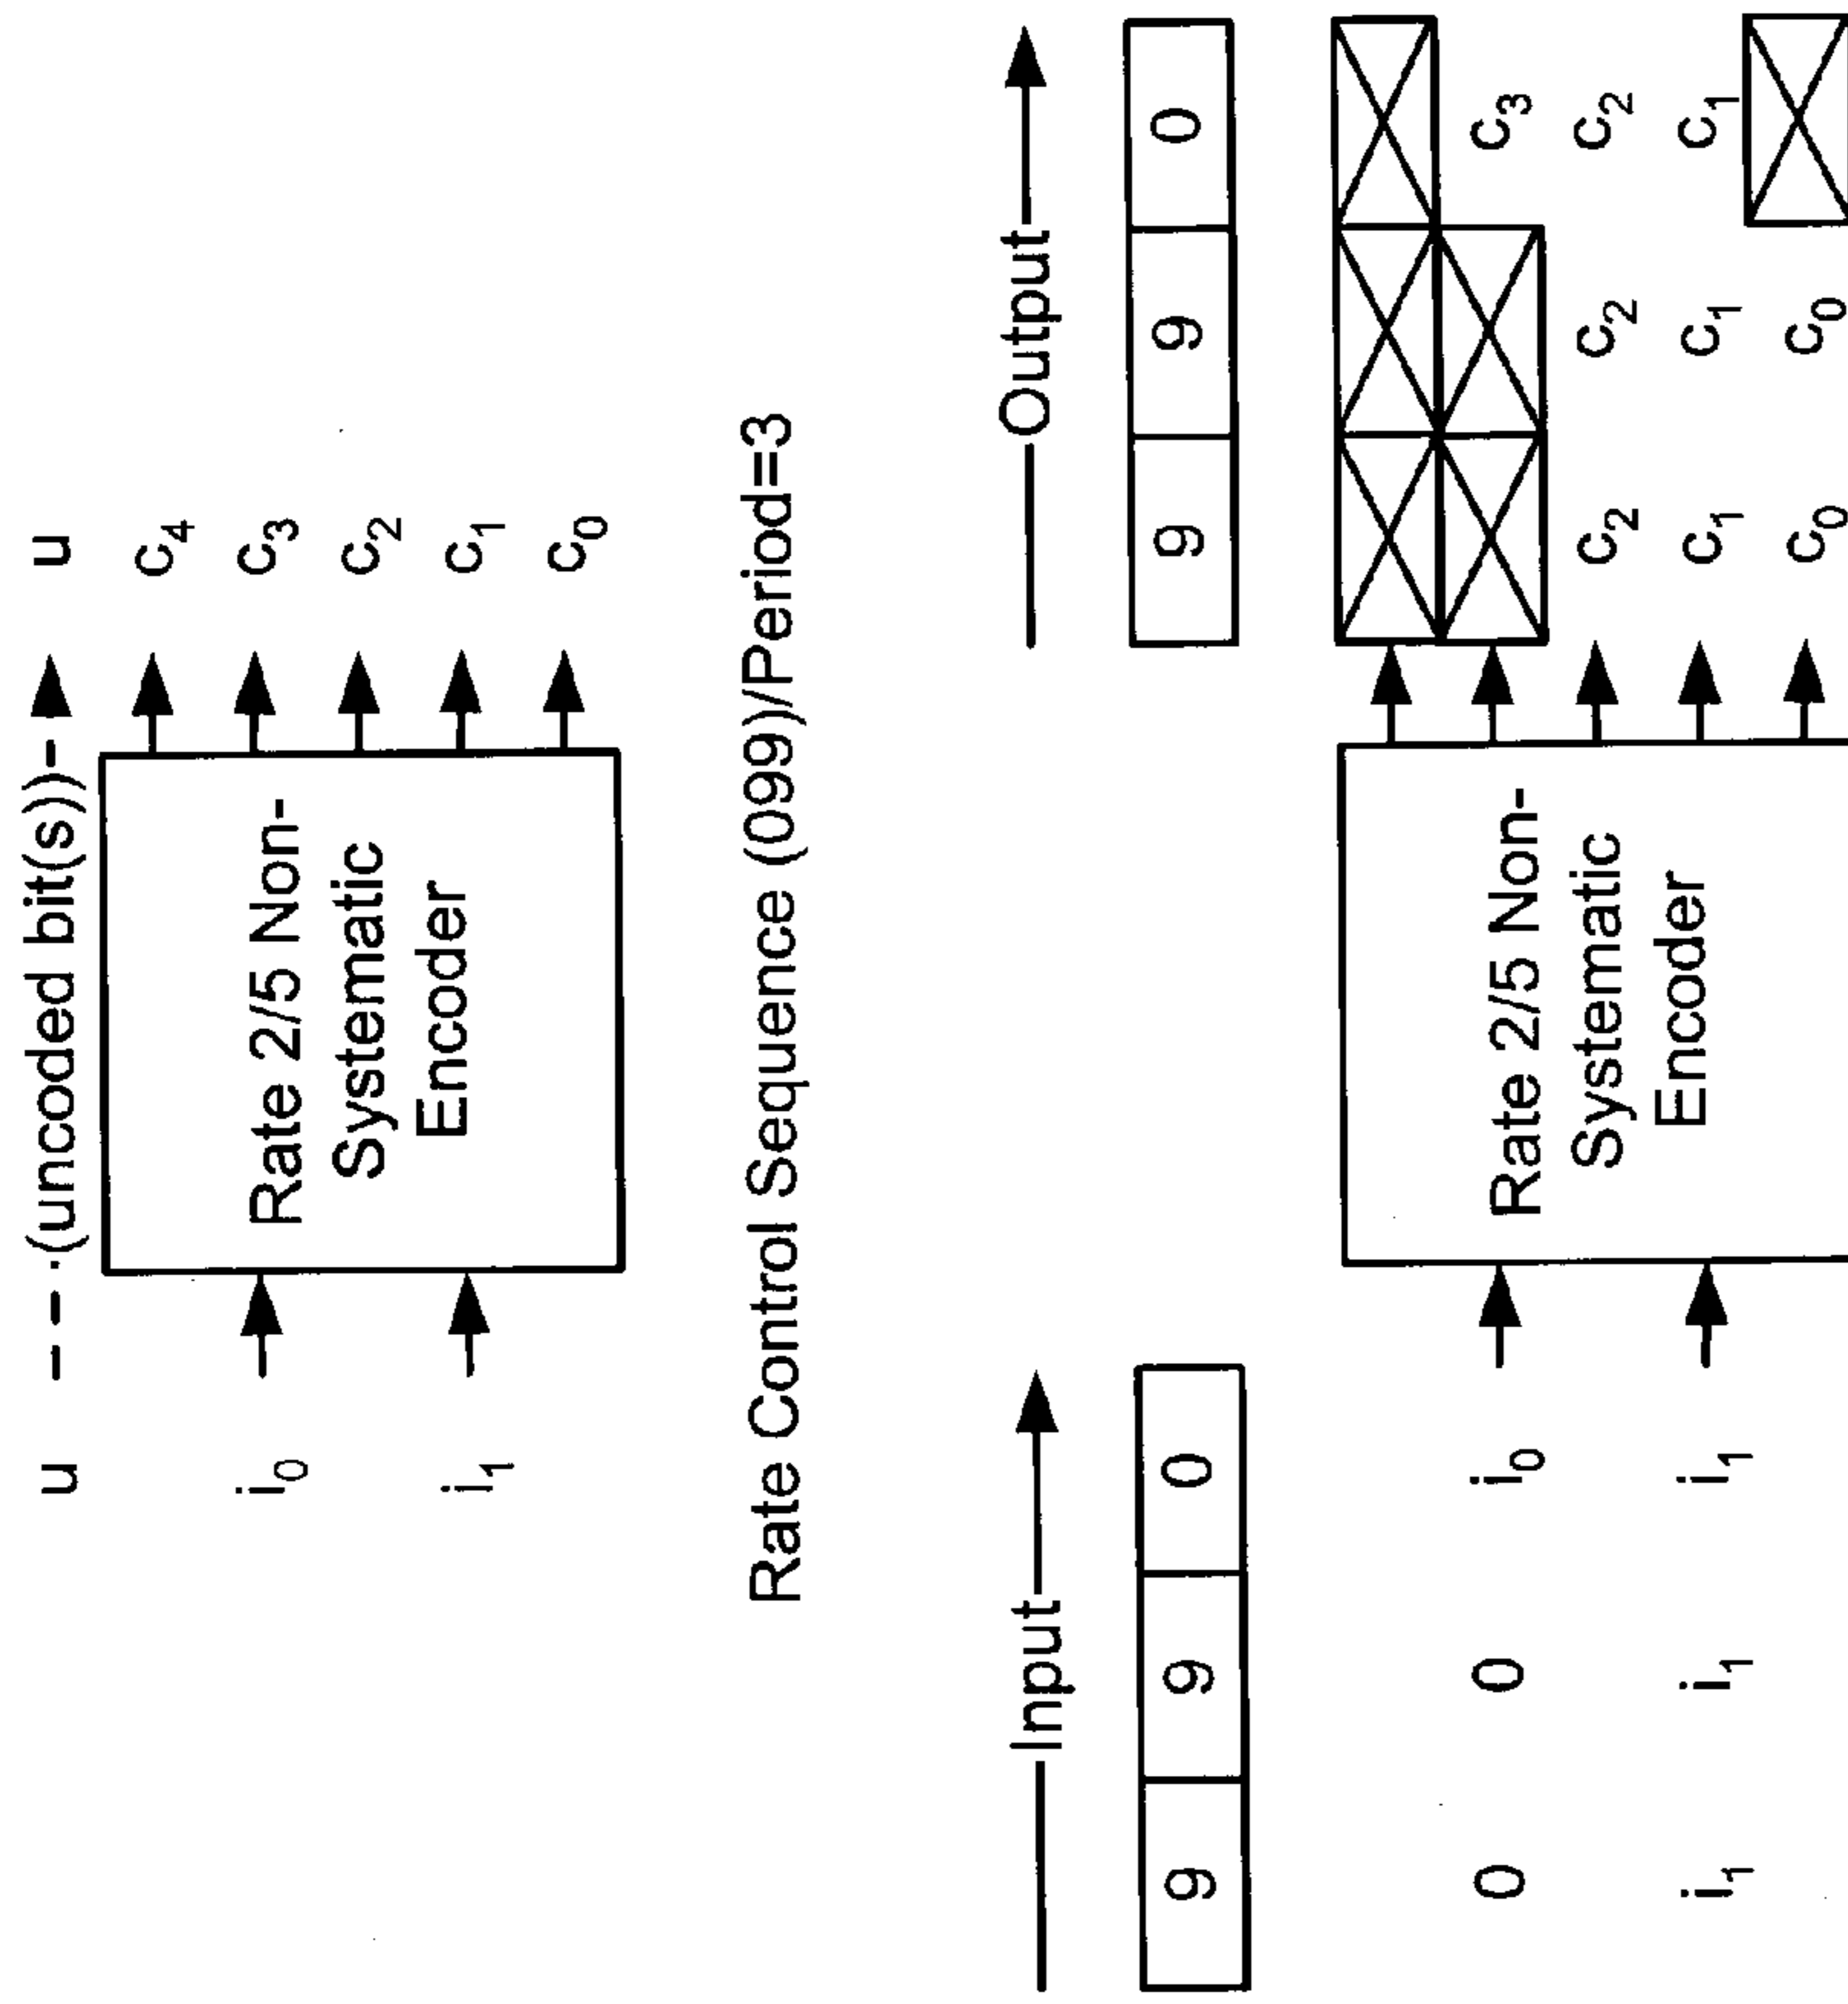 u (uncoded bit(s)) u
c₄
i₀ Rate 2/5 Non- c₃
Systematic c₂
i₁ Encoder c₁
c₀
Rate Control Sequence (099)/Period=3
Input Output
9 9 0 9 9 0
0 0 i₀ Rate 2/5 Non- c₃
Systematic c₂ c₂ c₂
i₁ i₁ i₁ Encoder c₁ c₁ c₁
c₀ c₀